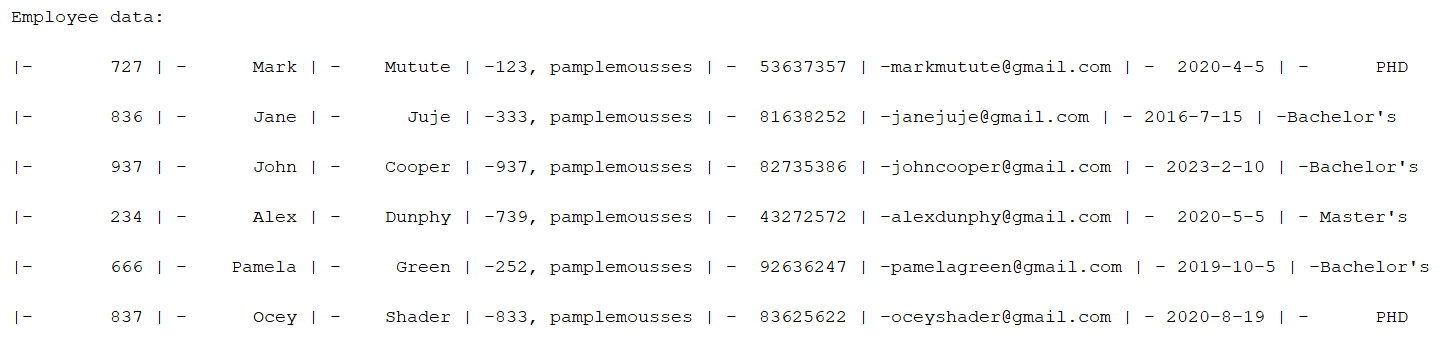 Employee data:
|-       727 | -      Mark | -    Mutute | -123, pamplemousses | -  53637357 | -markmutute@gmail.com | -  2020-4-5 | -      PHD
|-       836 | -      Jane | -      Juje | -333, pamplemousses | -  81638252 | -janejuje@gmail.com | - 2016-7-15 | -Bachelor's
|-       937 | -      John | -    Cooper | -937, pamplemousses | -  82735386 | -johncooper@gmail.com | - 2023-2-10 | -Bachelor's
|-       234 | -      Alex | -    Dunphy | -739, pamplemousses | -  43272572 | -alexdunphy@gmail.com | -  2020-5-5 | - Master's
|-       666 | -    Pamela | -     Green | -252, pamplemousses | -  92636247 | -pamelagreen@gmail.com | - 2019-10-5 | -Bachelor's
|-       837 | -      Ocey | -    Shader | -833, pamplemousses | -  83625622 | -oceyshader@gmail.com | - 2020-8-19 | -      PHD